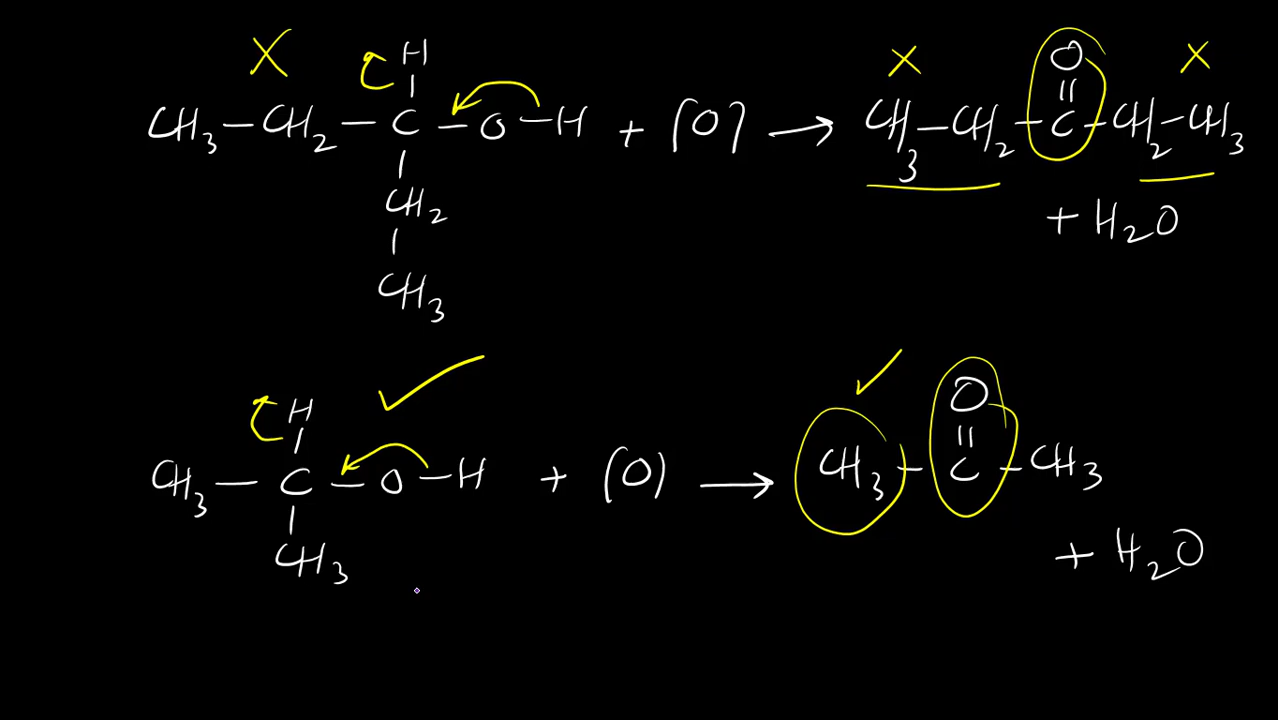 H O
|| 
CH3 – CH2 – C – O – H + [O] → CH3 – CH2 – C – CH2 – CH3
| + H2O
CH2
|
CH3
H O
| ||
CH3 – C – O – H + [O] → CH3 – C – CH3
|
CH3 + H2O